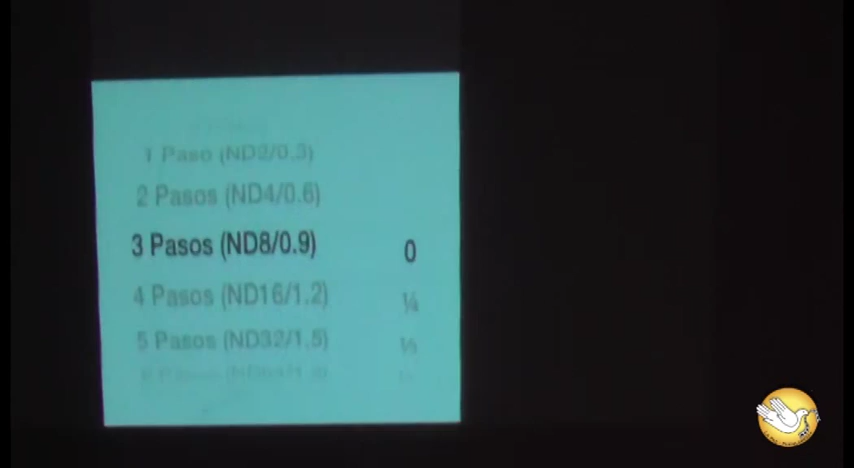 1 Paso (ND2/0.3)
2 Pasos (ND4/0.6)
3 Pasos (ND8/0.9) 0
4 Pasos (ND16/1.2) ¼
5 Pasos (ND32/1.5)